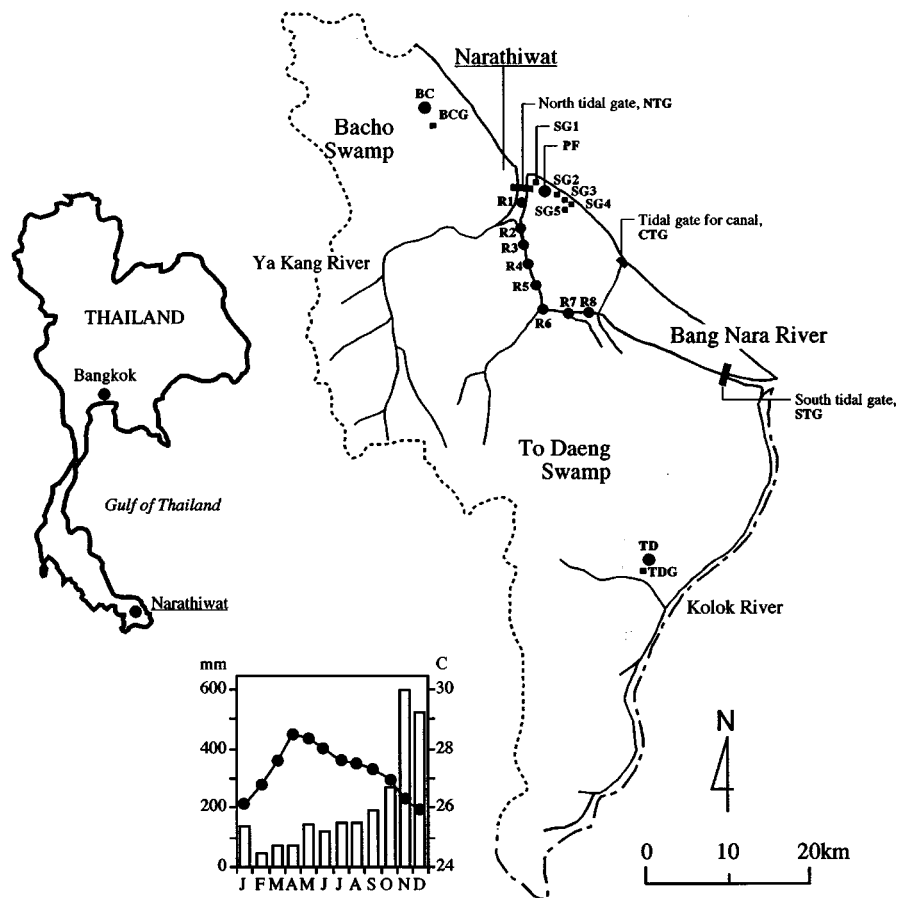 Narathiwat
BC
BCG
North tidal gate, NTG
SG1
PF
Bacho
Swamp
SG2
SG3
SG4
SG5
R1
R2
R3
R4
R5
R6
R7 R8
Tidal gate for canal,
CTG
Ya Kang River
THAILAND
Bangkok
Bang Nara River
South tidal gate,
STG
To Daeng
Swamp
Gulf of Thailand
TD
TDG
Narathiwat
Kolok River
mm
C
600
30
400
28
200
26
0
24
J F M A M J J A S O N D
N
0 10 20km